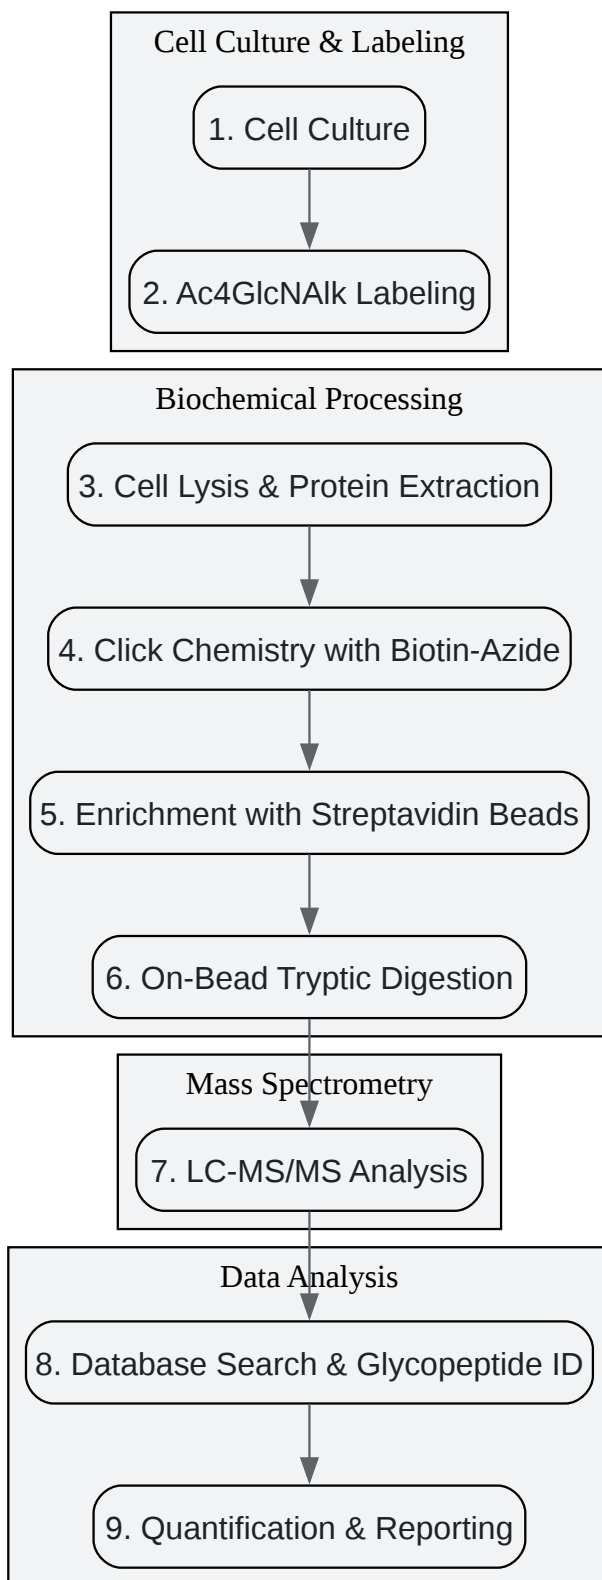 Cell Culture & Labeling
1. Cell Culture
2. Ac4GlcNAlk Labeling
Biochemical Processing
3. Cell Lysis & Protein Extraction
4. Click Chemistry with Biotin-Azide
5. Enrichment with Streptavidin Beads
6. On-Bead Tryptic Digestion
Mass Spectrometry
7. LC-MS/MS Analysis
Data Analysis
8. Database Search & Glycopeptide ID
9. Quantification & Reporting